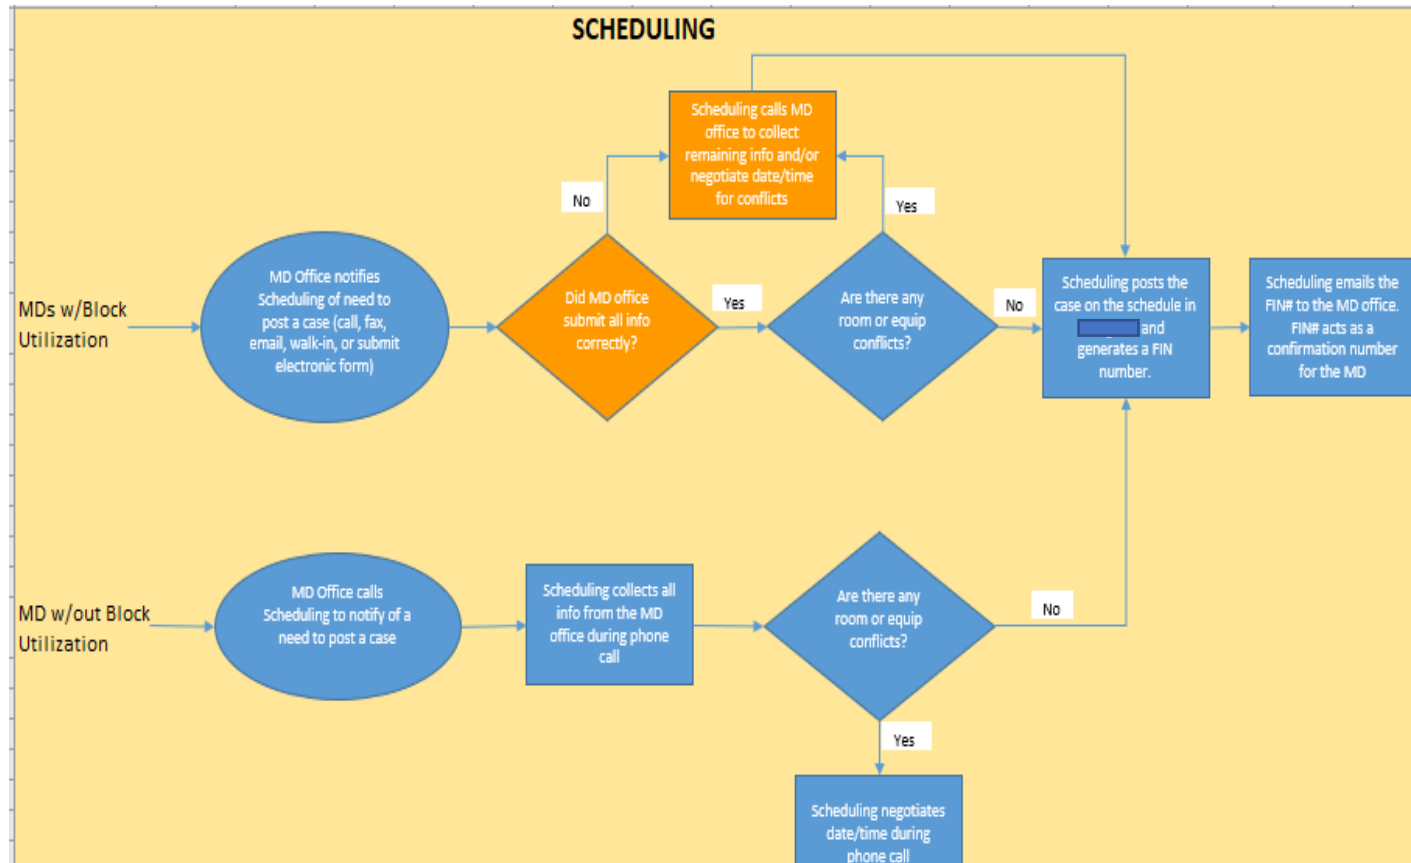 SCHEDULING
Scheduling calls MD
office to collect
remaining info and/or
negotiate date/time
for conflicts
No
Yes
MDs w/Block
Utilization
MD Office notifies
Scheduling of need to
post a case (call, fax,
email, walk-in, or submit
electronic form)
Did MD office
submit all info
correctly?
Yes
Are there any
room or equip
conflicts?
No
Scheduling posts the
case on the schedule in
and
generates a FIN
number.
Scheduling emails the
FIN# to the MD office.
FIN# acts as a
confirmation number
for the MD
MD w/out Block
Utilization
MD Office calls
Scheduling to notify of a
need to post a case
Scheduling collects all
info from the MD
office during phone
call
Are there any
room or equip
conflicts?
No
Yes
Scheduling negotiates
date/time during
phone call